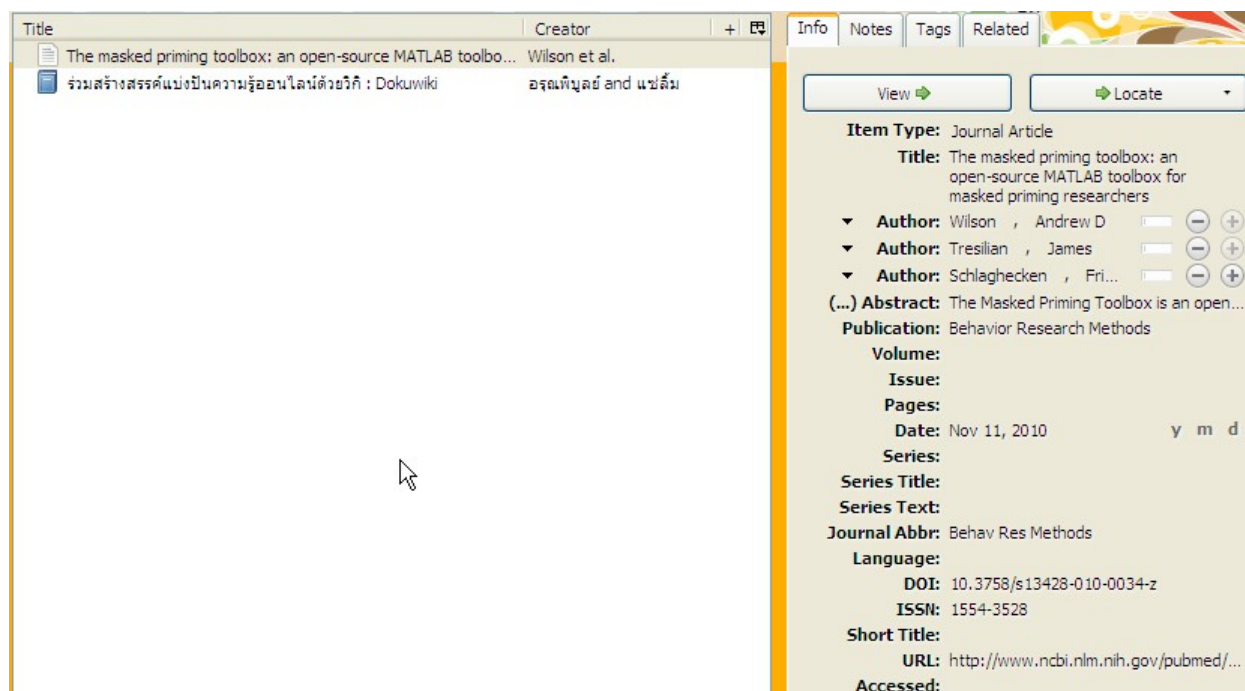 Title Creator +
The masked priming toolbox: an open-source MATLAB toolbo... Wilson et al.
ร่วมสร้างสรรค์แบ่งปันความรู้ออนไลน์ด้วยวิกิ : Dokuwiki อรุณพิบูลย์ and แซ่ลิ้ม
Info Notes Tags Related
View Locate
Item Type: Journal Article
Title: The masked priming toolbox: an
open-source MATLAB toolbox for
masked priming researchers
Author: Wilson , Andrew D
Author: Tresilian , James
Author: Schlaghecken , Fri...
(...) Abstract: The Masked Priming Toolbox is an open...
Publication: Behavior Research Methods
Volume:
Issue:
Pages:
Date: Nov 11, 2010 y m d
Series:
Series Title:
Series Text:
Journal Abbr: Behav Res Methods
Language:
DOI: 10.3758/s13428-010-0034-z
ISSN: 1554-3528
Short Title:
URL: http://www.ncbi.nlm.nih.gov/pubmed/...
Accessed: